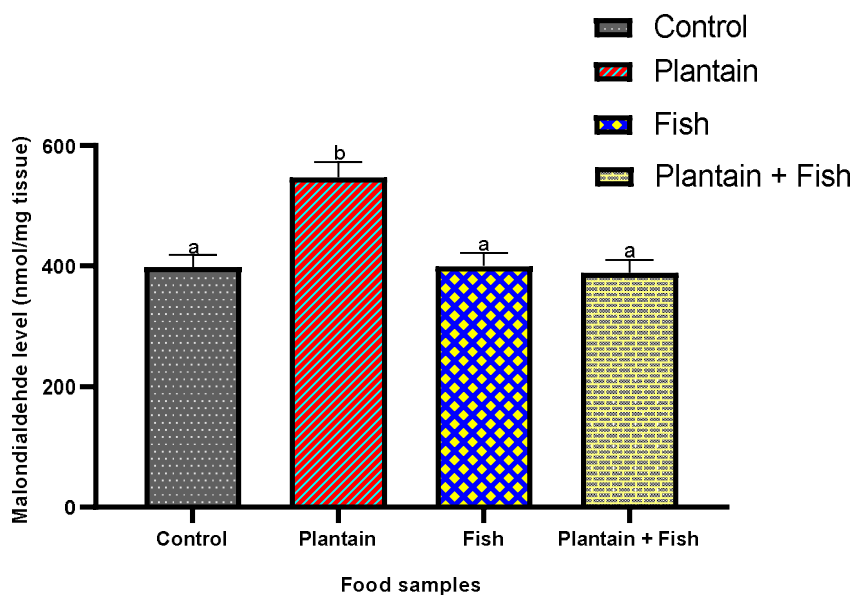 Control
Plantain
Fish
Plantain + Fish
Malondialdehde level (nmol/mg tissue)
600
400
200
0
a
b
a
a
Control
Plantain
Fish
Plantain + Fish
Food samples